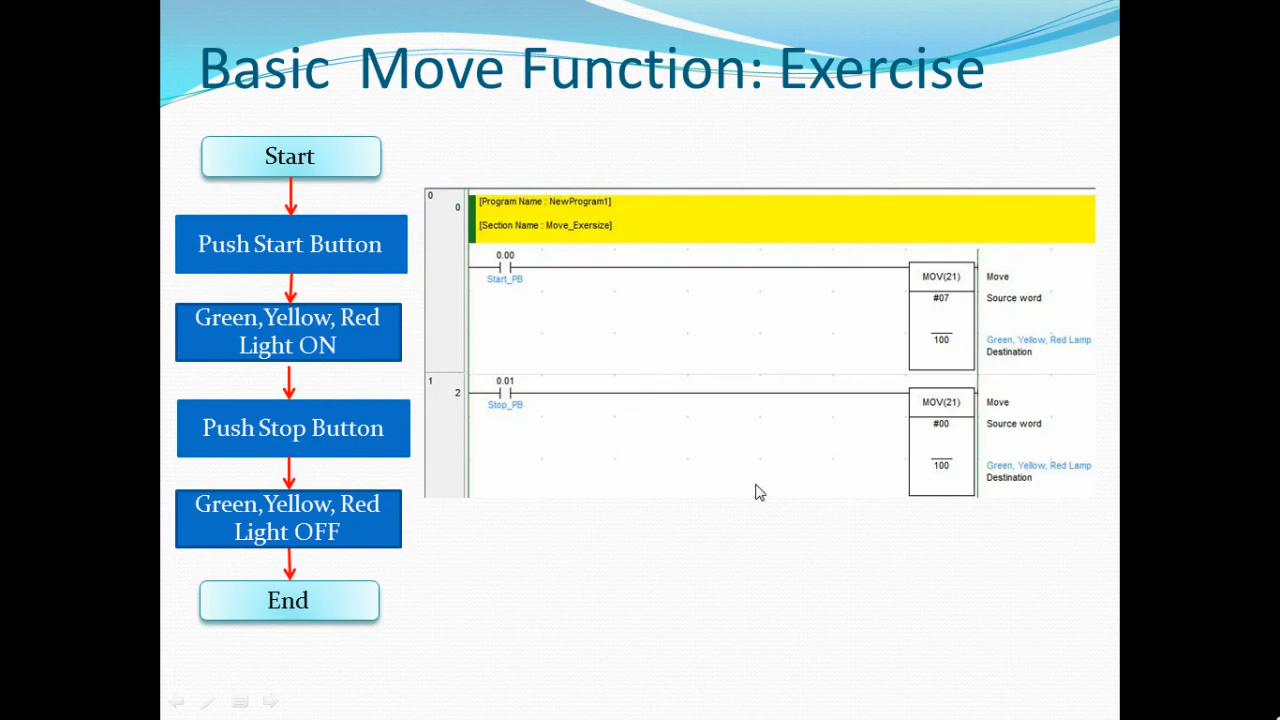 Basic Move Function: Exercise
Start
Push Start Button
Green,Yellow, Red
Light ON
Push Stop Button
Green,Yellow, Red
Light OFF
End
0
0
[Program Name : NewProgram1]
[Section Name : Move_Exersize]
0.00
Start_PB
MOV(21)
Move
#07
Source word
100
Green, Yellow, Red Lamp
Destination
1
2
0.01
Stop_PB
MOV(21)
Move
#00
Source word
100
Green, Yellow, Red Lamp
Destination